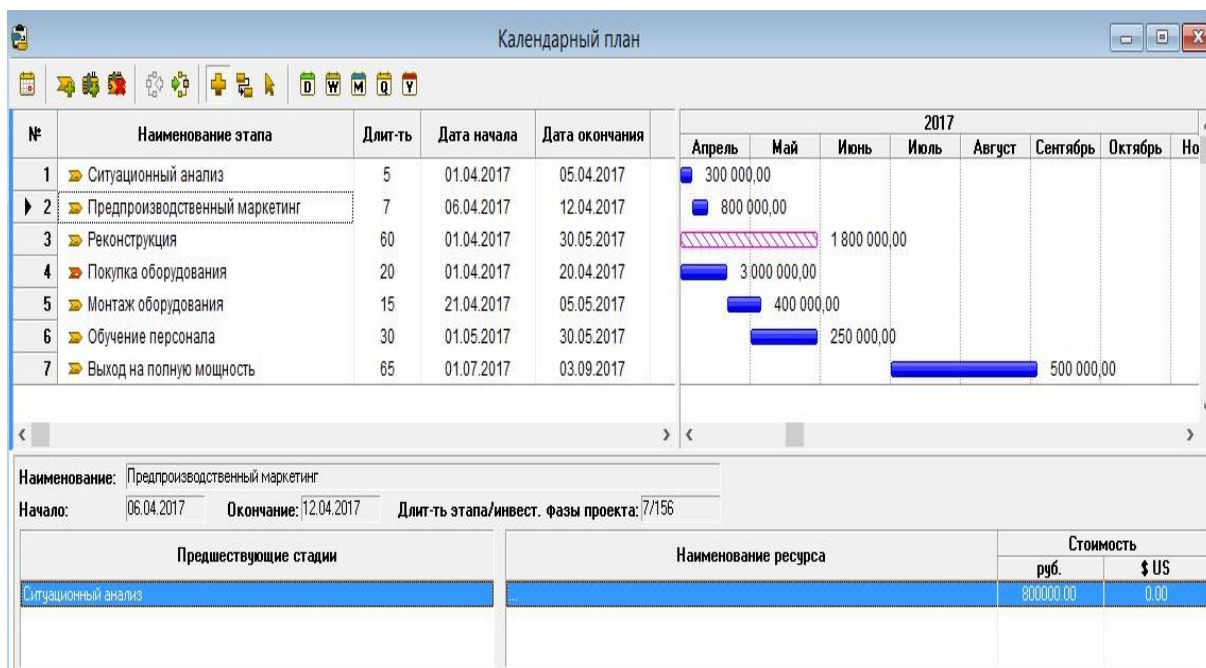 Календарный план
D W M Q Y
№ Наименование этапа Длит-ть Дата начала Дата окончания
2017
Апрель Май Июнь Июль Август Сентябрь Октябрь Но
1 Ситуационный анализ 5 01.04.2017 05.04.2017 300 000,00
2 Предпроизводственный маркетинг 7 06.04.2017 12.04.2017 800 000,00
3 Реконструкция 60 01.04.2017 30.05.2017 1 800 000,00
4 Покупка оборудования 20 01.04.2017 20.04.2017 3 000 000,00
5 Монтаж оборудования 15 21.04.2017 05.05.2017 400 000,00
6 Обучение персонала 30 01.05.2017 30.05.2017 250 000,00
7 Выход на полную мощность 65 01.07.2017 03.09.2017 500 000,00
Наименование: Предпроизводственный маркетинг
Начало: 06.04.2017 Окончание: 12.04.2017 Длит-ть этапа/инвест. фазы проекта: 7/156
Предшествующие стадии Наименование ресурса Стоимость
руб. $ US
Ситуационный анализ ... 800000.00 0.00